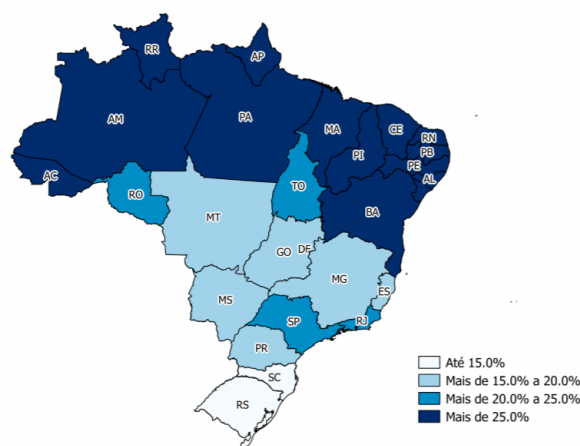 RR
AP
AM
PA
MA
CE
RN
PB
PI
PE
AL
AC
RO
TO
BA
MT
GO
DF
MG
ES
MS
SP
RJ
PR
SC
RS
Até 15.0%
Mais de 15.0% a 20.0%
Mais de 20.0% a 25.0%
Mais de 25.0%